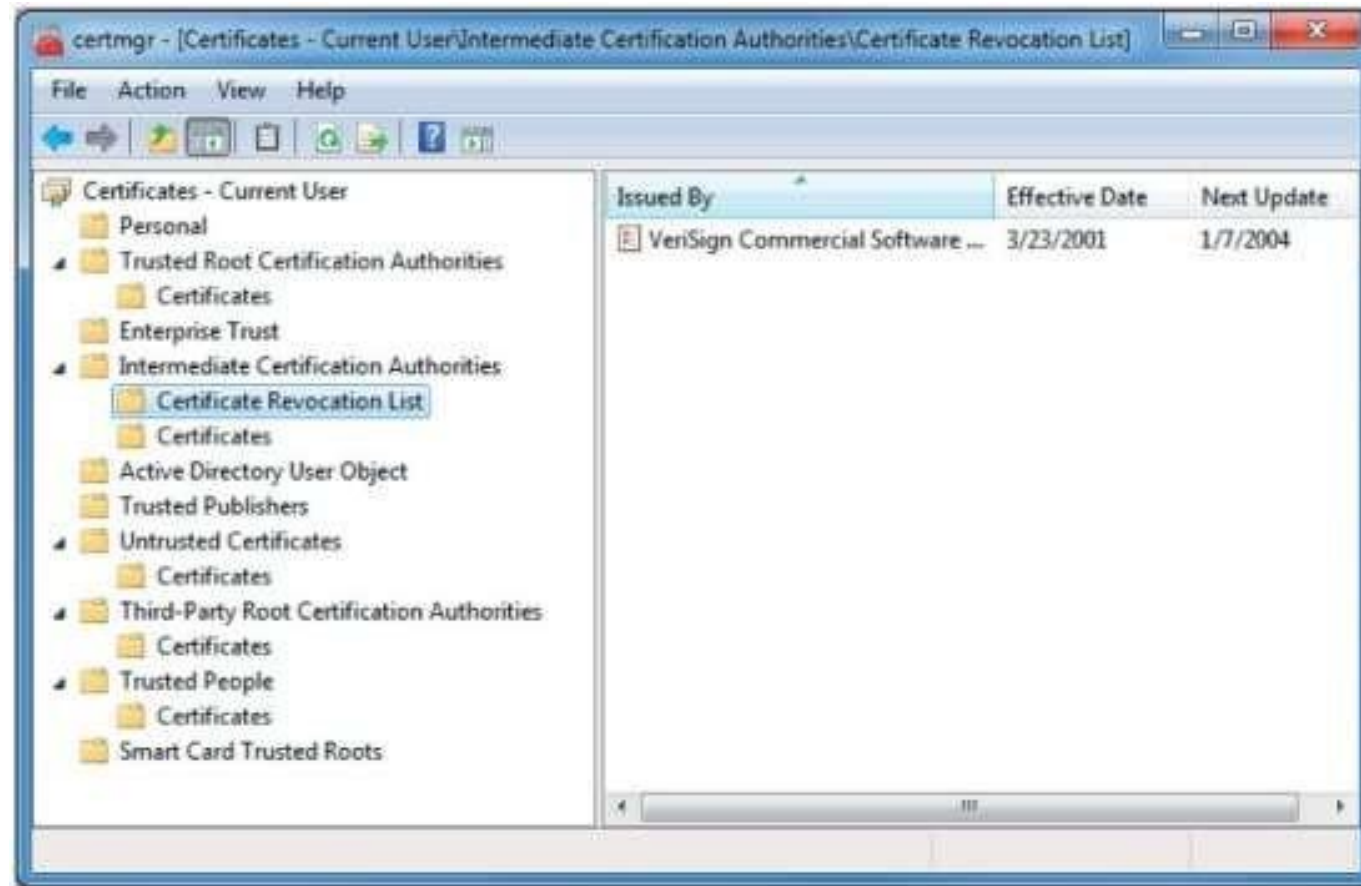 certmgr - [Certificates - Current User\Intermediate Certification Authorities\Certificate Revocation List]
File Action View Help
Certificates - Current User
Personal
Trusted Root Certification Authorities
Certificates
Enterprise Trust
Intermediate Certification Authorities
Certificate Revocation List
Certificates
Active Directory User Object
Trusted Publishers
Untrusted Certificates
Certificates
Third-Party Root Certification Authorities
Certificates
Trusted People
Certificates
Smart Card Trusted Roots
Issued By Effective Date Next Update
VeriSign Commercial Software ... 3/23/2001 1/7/2004